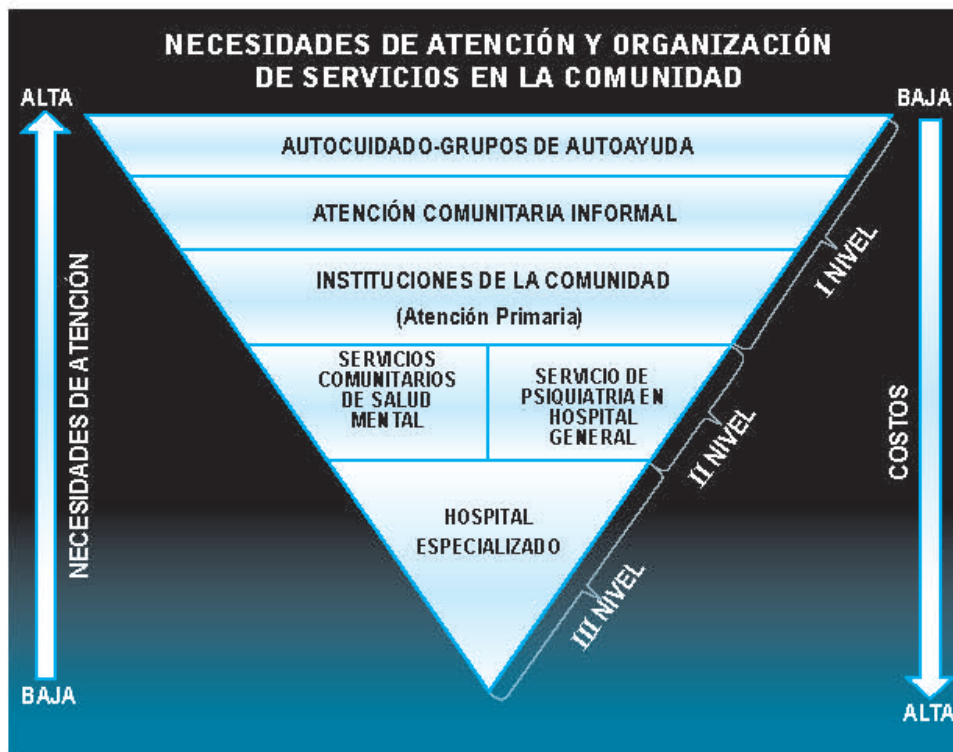 NECESIDADES DE ATENCIÓN Y ORGANIZACIÓN
DE SERVICIOS EN LA COMUNIDAD
ALTA
BAJA
AUTOCUIDADO-GRUPOS DE AUTOAYUDA
ATENCIÓN COMUNITARIA INFORMAL
INSTITUCIONES DE LA COMUNIDAD
(Atención Primaria)
I NIVEL
SERVICIOS
COMUNITARIOS
DE SALUD
MENTAL
SERVICIO DE
PSIQUIATRIA EN
HOSPITAL
GENERAL
II NIVEL
HOSPITAL
ESPECIALIZADO
III NIVEL
NECESIDADES DE ATENCIÓN
COSTOS
BAJA
ALTA